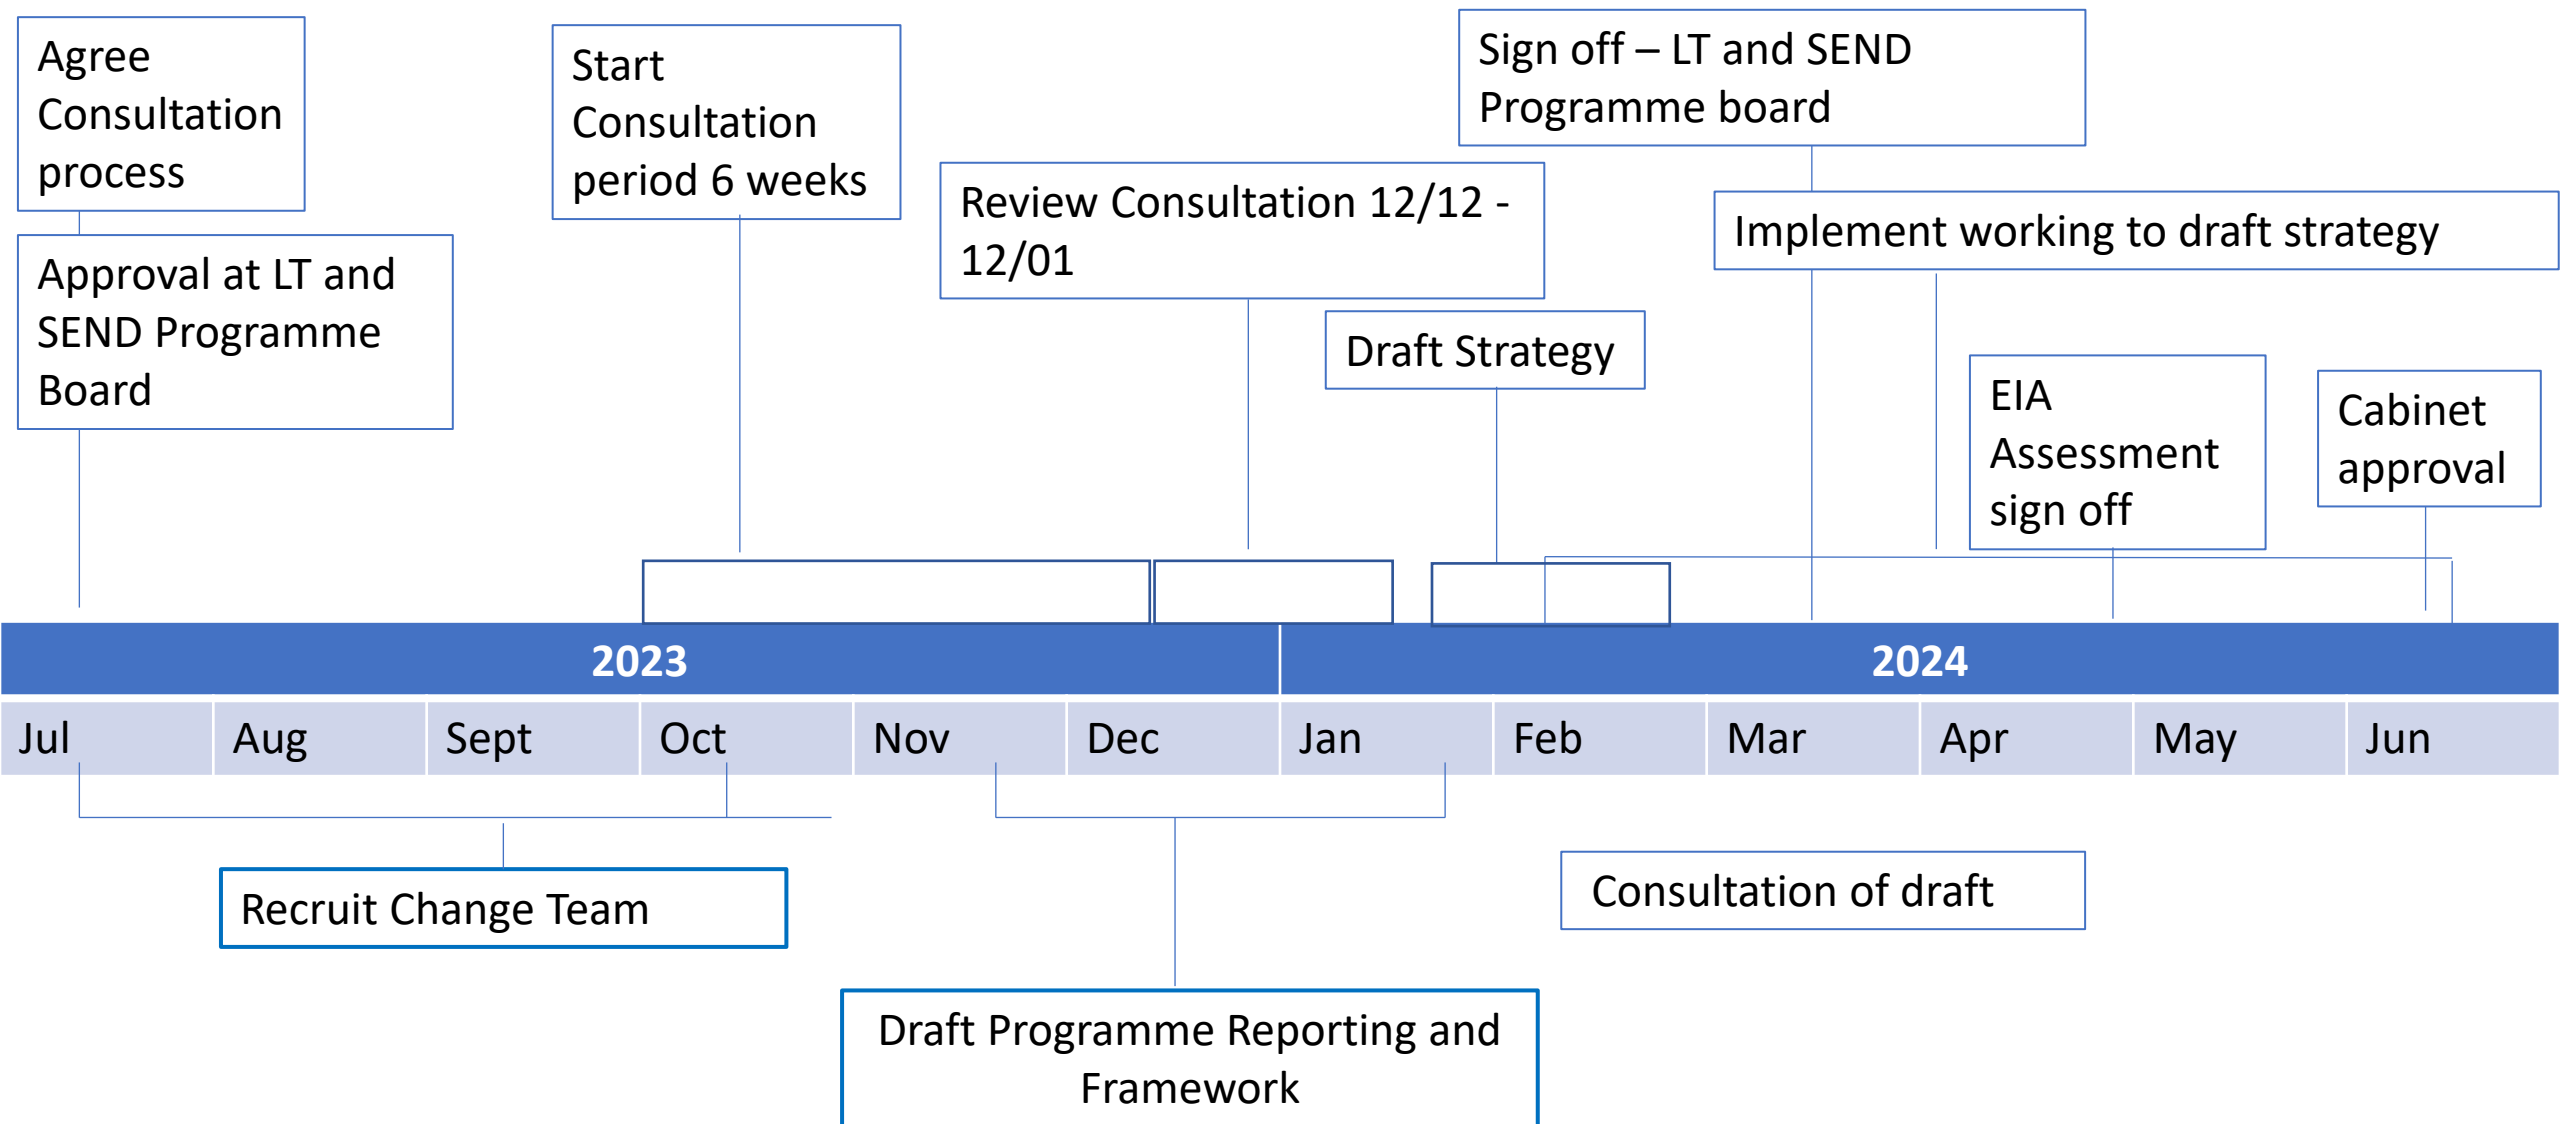 Agree
Consultation
process
Approval at LT and
SEND Programme
Board
Start
Consultation
period 6 weeks
Review Consultation 12/12 -
12/01
Draft Strategy
Sign off – LT and SEND
Programme board
Implement working to draft strategy
EIA
Assessment
sign off
Cabinet
approval
2023
2024
Jul
Aug
Sept
Oct
Nov
Dec
Jan
Feb
Mar
Apr
May
Jun
Recruit Change Team
Consultation of draft
Draft Programme Reporting and
Framework